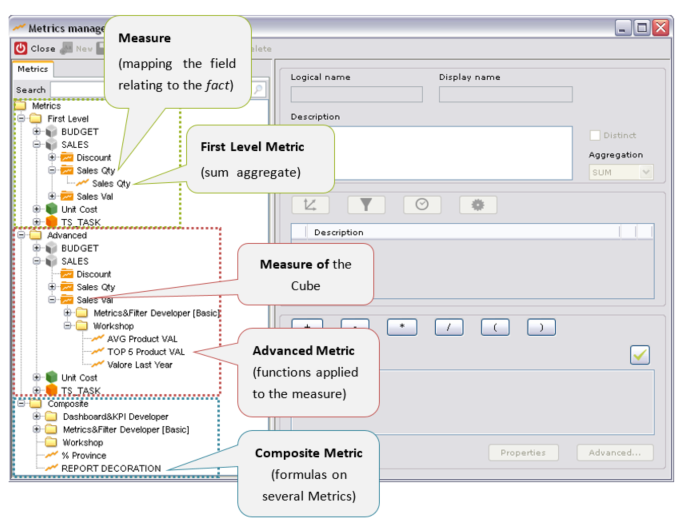 Metrics manag
Close
New
elete
Metrics
Search
Metrics
First Level
BUDGET
SALES
Discount
Sales Qty
Sales Qty
Sales Val
Unit Cost
TS_TASK
Advanced
BUDGET
SALES
Discount
Sales Qty
Sales Val
Metrics&Filter Developer [Basic]
Workshop
AVG Product VAL
TOP 5 Product VAL
Valore Last Year
Unit Cost
TS_TASK
Composite
Dashboard&KPI Developer
Metrics&Filter Developer [Basic]
Workshop
% Province
REPORT DECORATION
Measure
(mapping the field
relating to the fact)
First Level Metric
(sum aggregate)
Measure of the
Cube
Advanced Metric
(functions applied
to the measure)
Composite Metric
(formulas on
several Metrics)
Logical name
Display name
Description
Distinct
Aggregation
SUM
Description
+ - * / ( )
Properties
Advanced...